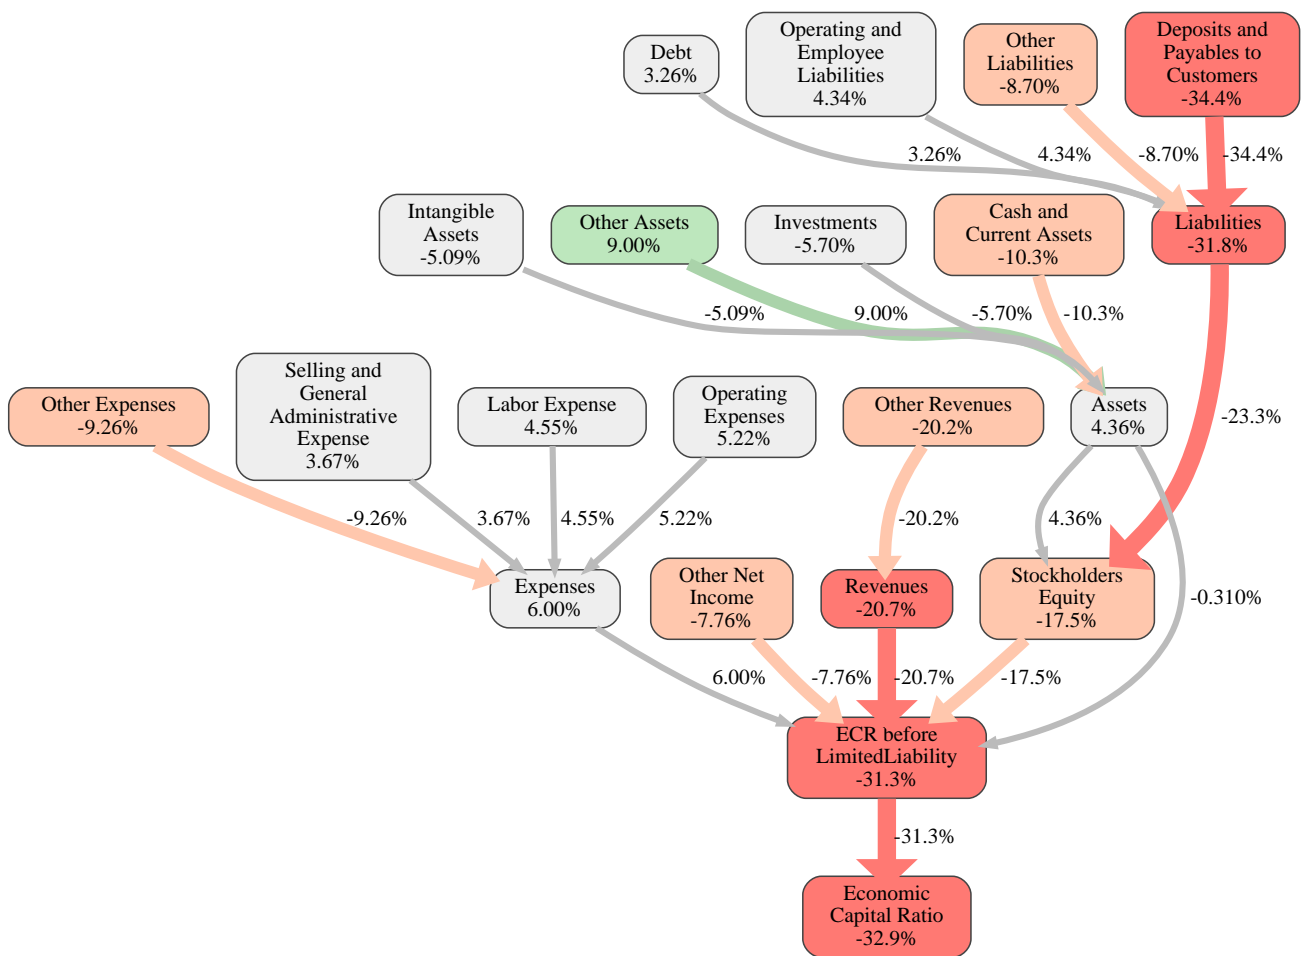 Debt
3.26%
Operating and
Employee
Liabilities
4.34%
Other
Liabilities
-8.70%
Deposits and
Payables to
Customers
-34.4%
3.26%
4.34%
-8.70%
-34.4%
Intangible
Assets
-5.09%
Other Assets
9.00%
Investments
-5.70%
Cash and
Current Assets
-10.3%
Liabilities
-31.8%
-5.09%
9.00%
-5.70%
-10.3%
Other Expenses
-9.26%
Selling and
General
Administrative
Expense
3.67%
Labor Expense
4.55%
Operating
Expenses
5.22%
Other Revenues
-20.2%
Assets
4.36%
-23.3%
-9.26%
3.67%
4.55%
5.22%
-20.2%
4.36%
Expenses
6.00%
Other Net
Income
-7.76%
Revenues
-20.7%
Stockholders
Equity
-17.5%
-0.310%
6.00%
-7.76%
-20.7%
-17.5%
ECR before
LimitedLiability
-31.3%
-31.3%
Economic
Capital Ratio
-32.9%